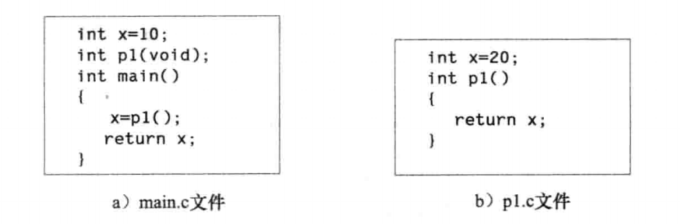 int x=10;
int p1(void);
int main()
{
x=p1();
return x;
}
a）main.c文件
int x=20;
int p1()
{
return x;
}
b）p1.c文件